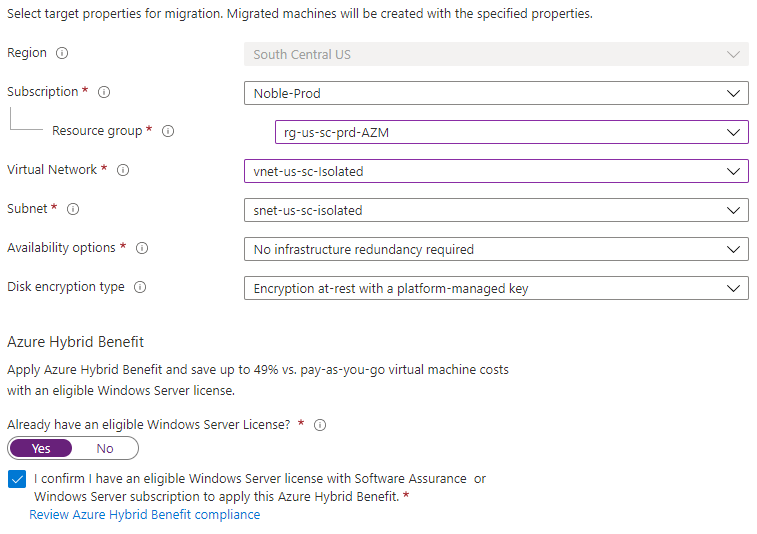 Select target properties for migration. Migrated machines will be created with the specified properties.
Region South Central US
Subscription * Noble-Prod
Resource group * rg-us-sc-prd-AZM
Virtual Network * vnet-us-sc-Isolated
Subnet * snet-us-sc-isolated
Availability options * No infrastructure redundancy required
Disk encryption type Encryption at-rest with a platform-managed key
Azure Hybrid Benefit
Apply Azure Hybrid Benefit and save up to 49% vs. pay-as-you-go virtual machine costs
with an eligible Windows Server license.
Already have an eligible Windows Server License? *
Yes No
I confirm I have an eligible Windows Server license with Software Assurance or
Windows Server subscription to apply this Azure Hybrid Benefit. *
Review Azure Hybrid Benefit compliance